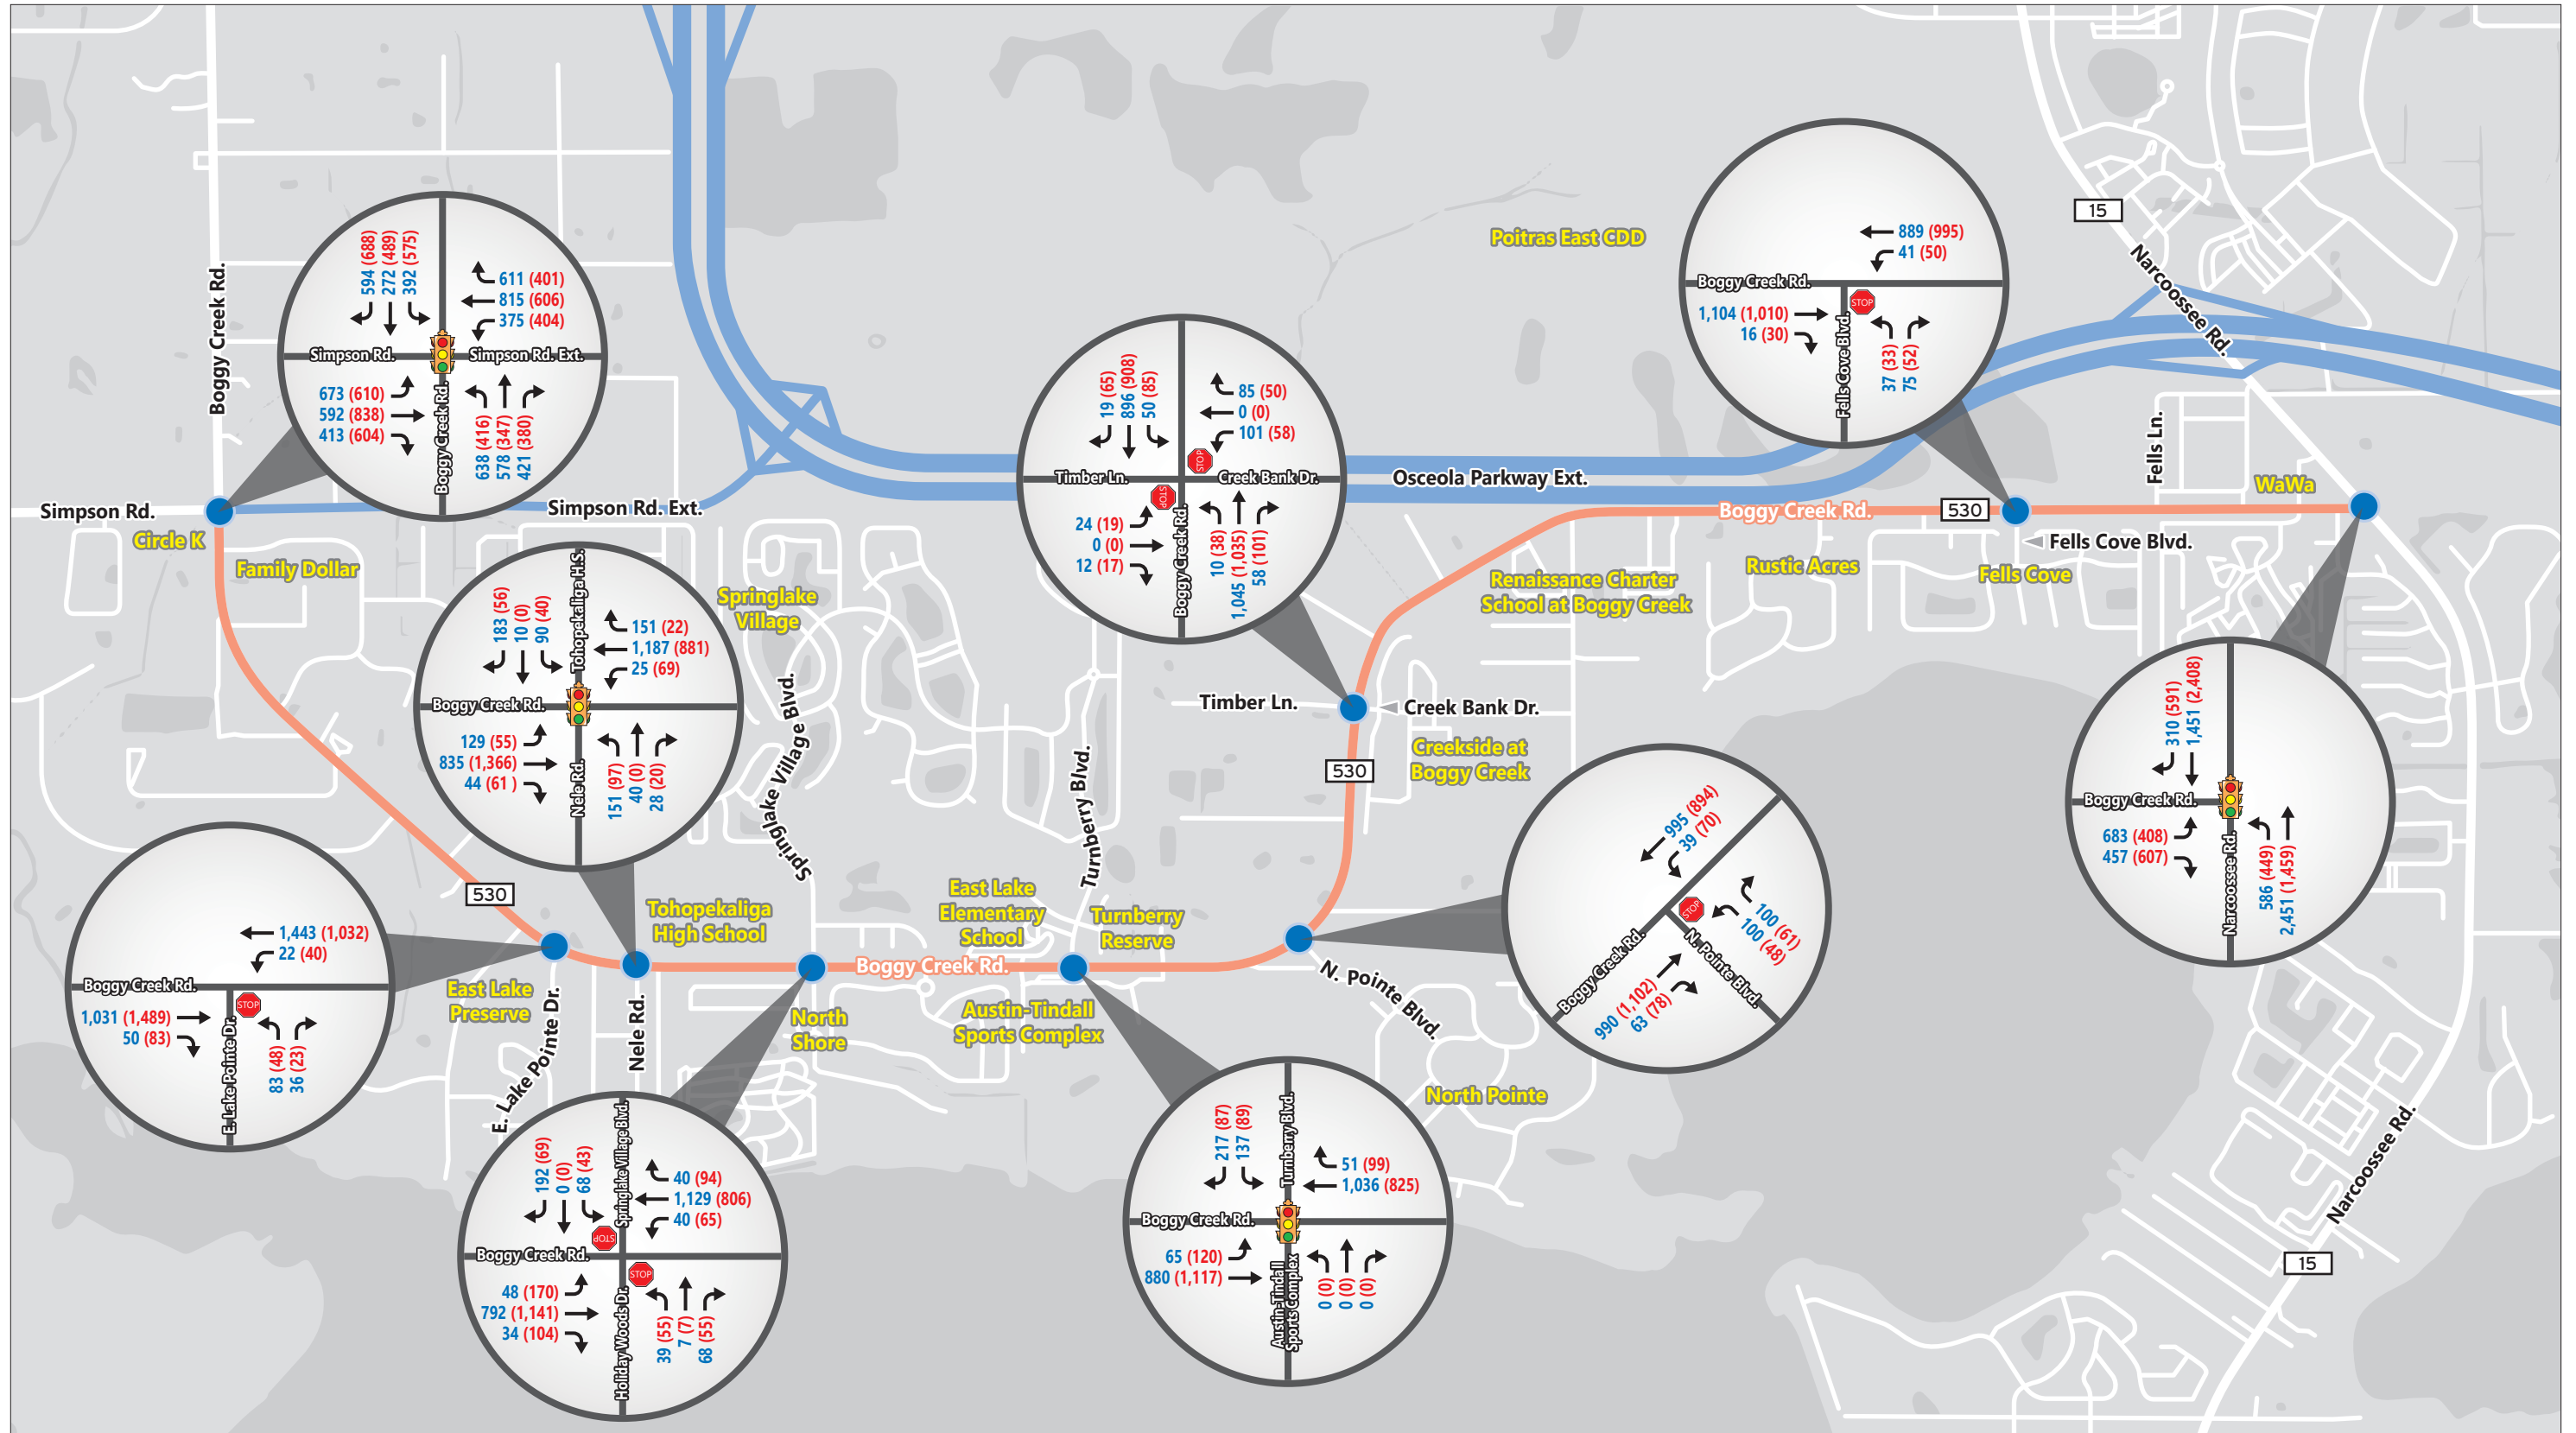 Boggy Creek Rd.
Simpson Rd.
Simpson Rd. Ext.
Circle K
Family Dollar
594 (688)
272 (489)
392 (575)
611 (401)
815 (606)
375 (404)
Simpson Rd.
Simpson Rd. Ext.
Boggy Creek Rd.
673 (610)
592 (838)
413 (604)
638 (416)
578 (347)
421 (380)
183 (56)
10 (0)
90 (40)
Tohopekaliga H.S.
151 (22)
1,187 (881)
25 (69)
Boggy Creek Rd.
Nele Rd.
129 (55)
835 (1,366)
44 (61 )
151 (97)
40 (0)
28 (20)
Springlake
Village
Springlake Village Blvd.
19 (65)
896 (908)
50 (85)
85 (50)
0 (0)
101 (58)
STOP
Timber Ln.
Creek Bank Dr.
STOP
Boggy Creek Rd.
24 (19)
0 (0)
12 (17)
10 (38)
1,045 (1,035)
58 (101)
Osceola Parkway Ext.
Poitras East CDD
889 (995)
41 (50)
Boggy Creek Rd.
STOP
Fells Cove Blvd.
1,104 (1,010)
16 (30)
37 (33)
75 (52)
15
Narcoossee Rd.
Fells Ln.
WaWa
Boggy Creek Rd.
530
Fells Cove Blvd.
Fells Cove
Rustic Acres
Renaissance Charter
School at Boggy Creek
Timber Ln.
Creek Bank Dr.
Creekside at
Boggy Creek
530
310 (591)
1,451 (2,408)
Boggy Creek Rd.
Narcoossee Rd.
683 (408)
457 (607)
586 (449)
2,451 (1,459)
995 (894)
39 (70)
STOP
100 (61)
100 (48)
Boggy Creek Rd.
N. Pointe Blvd.
990 (1,102)
63 (78)
530
1,443 (1,032)
22 (40)
Boggy Creek Rd.
STOP
E. Lake Pointe Dr.
1,031 (1,489)
50 (83)
83 (48)
36 (23)
East Lake
Preserve
E. Lake Pointe Dr.
Nele Rd.
Tohopekaliga
High School
Boggy Creek Rd.
East Lake
Elementary
School
Turnberry Blvd.
Turnberry
Reserve
Austin-Tindall
Sports Complex
North
Shore
N. Pointe Blvd.
North Pointe
192 (69)
0 (0)
68 (43)
Springlake Village Blvd.
40 (94)
1,129 (806)
40 (65)
STOP
Boggy Creek Rd.
STOP
Holiday Woods Dr.
48 (170)
792 (1,141)
34 (104)
39 (55)
7 (7)
68 (55)
217 (87)
137 (89)
Turnberry Blvd.
51 (99)
1,036 (825)
Boggy Creek Rd.
Austin-Tindall
Sports Complex
65 (120)
880 (1,117)
0 (0)
0 (0)
0 (0)
Narcoossee Rd.
15